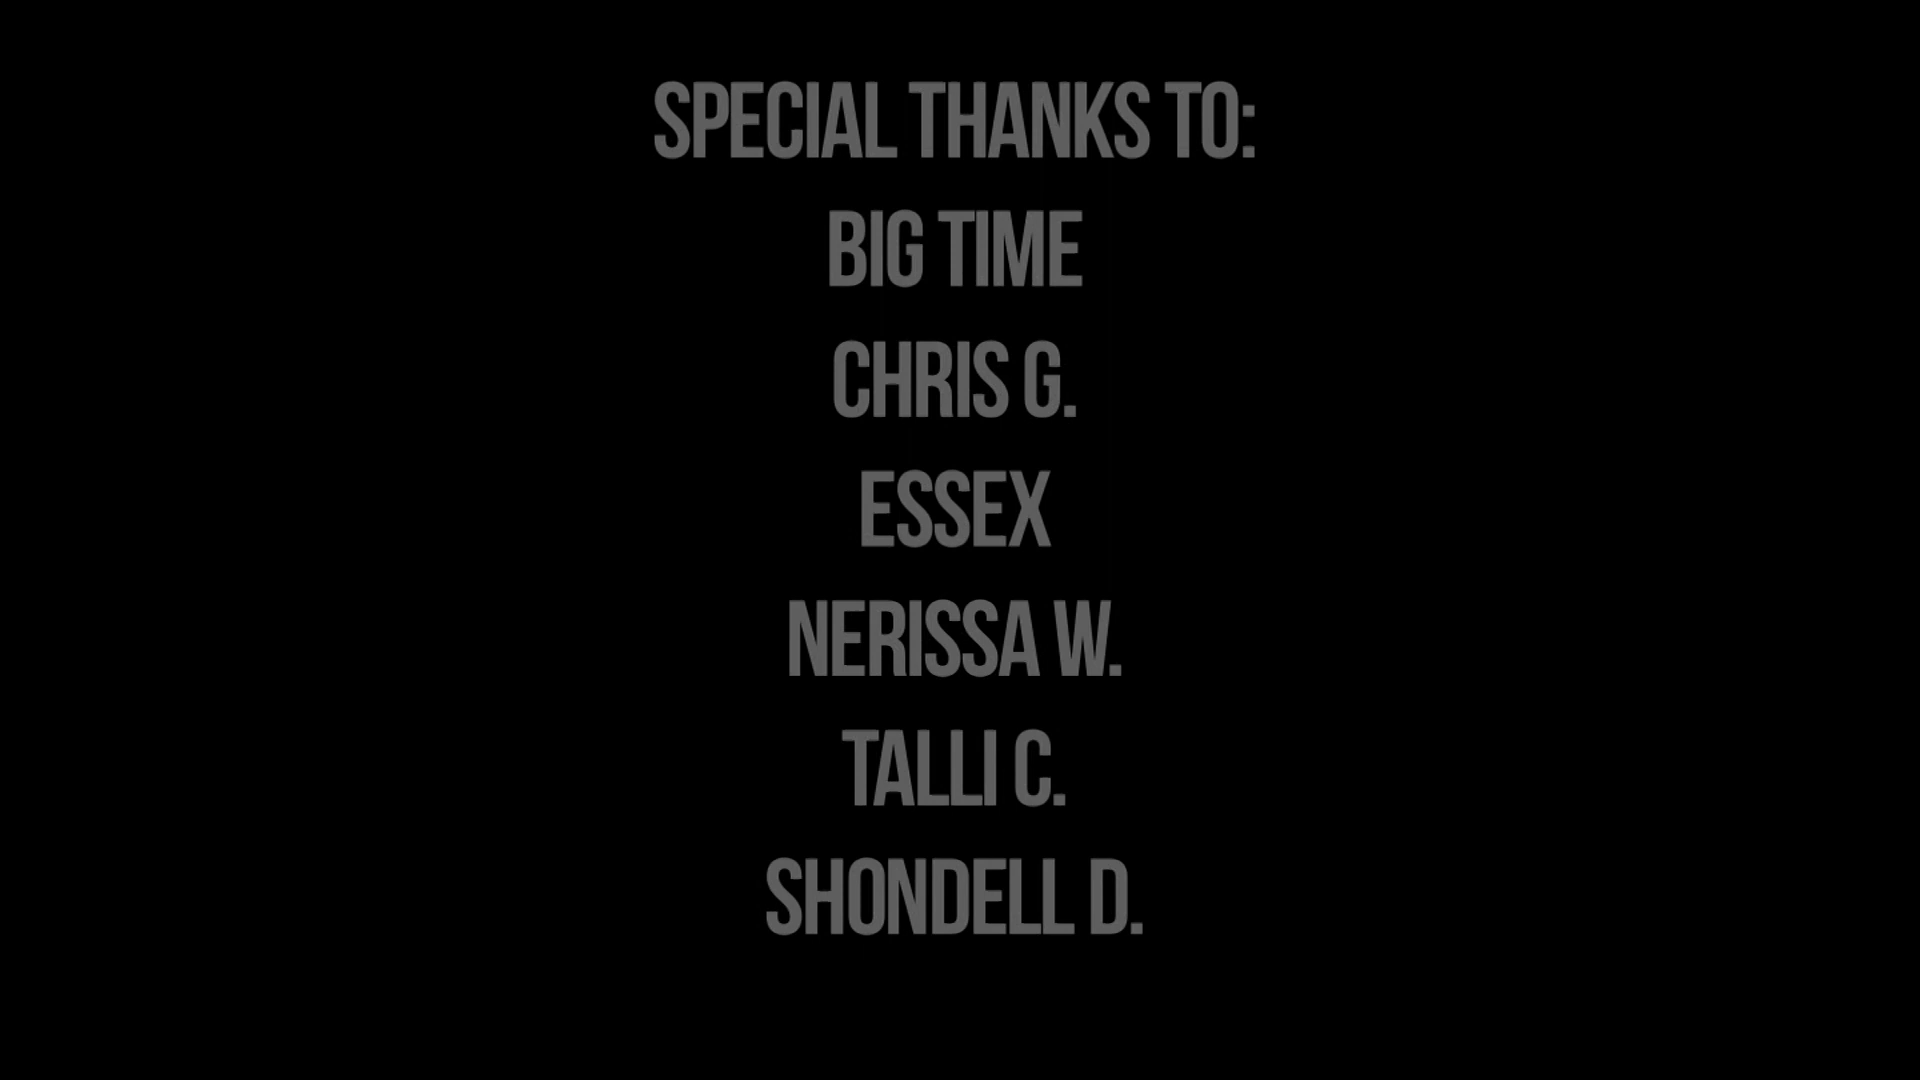 SPECIAL THANKS TO:
BIG TIME
CHRIS G.
ESSEX
NERISSA W.
TALLI C.
SHONDELL D.